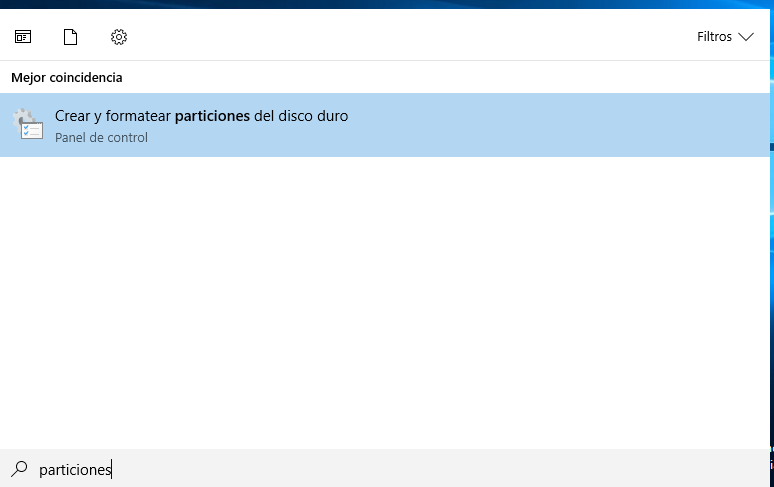 Filtros
Mejor coincidencia
Crear y formatear particiones del disco duro
Panel de control
particiones